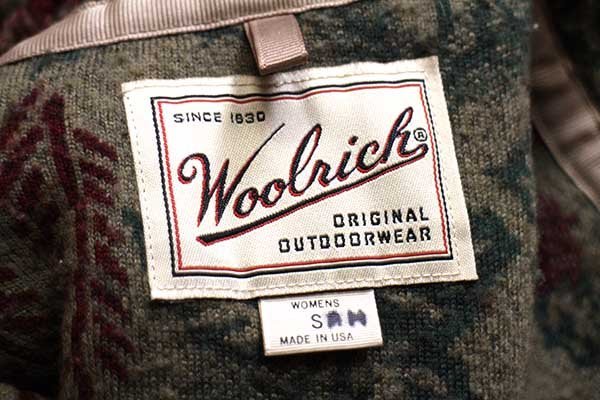 SINCE 1830
Woolrich®
ORIGINAL
OUTDOORWEAR
WOMENS
S
MADE IN USA